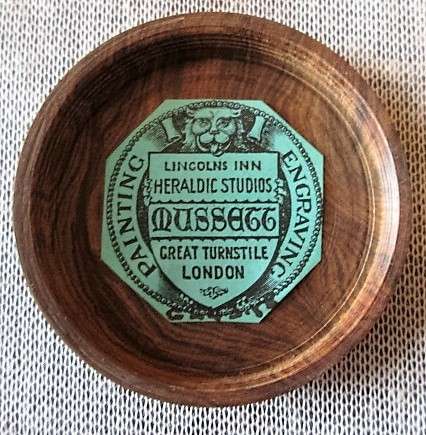 LINCOLNS INN
HERALDIC STUDIOS
MUSSETT
GREAT TURNSTILE
LONDON
PAINTING
ENGRAVING